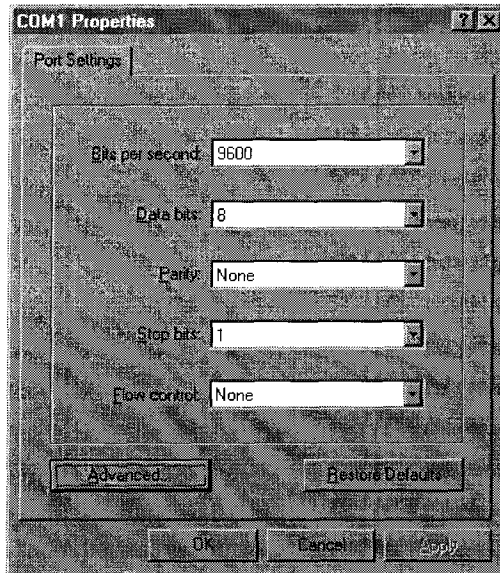 COM1 Properties
Port Settings
Bits per second: 9600
Data bits: 8
Parity: None
Stop bits: 1
Flow control: None
Advanced...
Restore Defaults
OK Cancel Apply